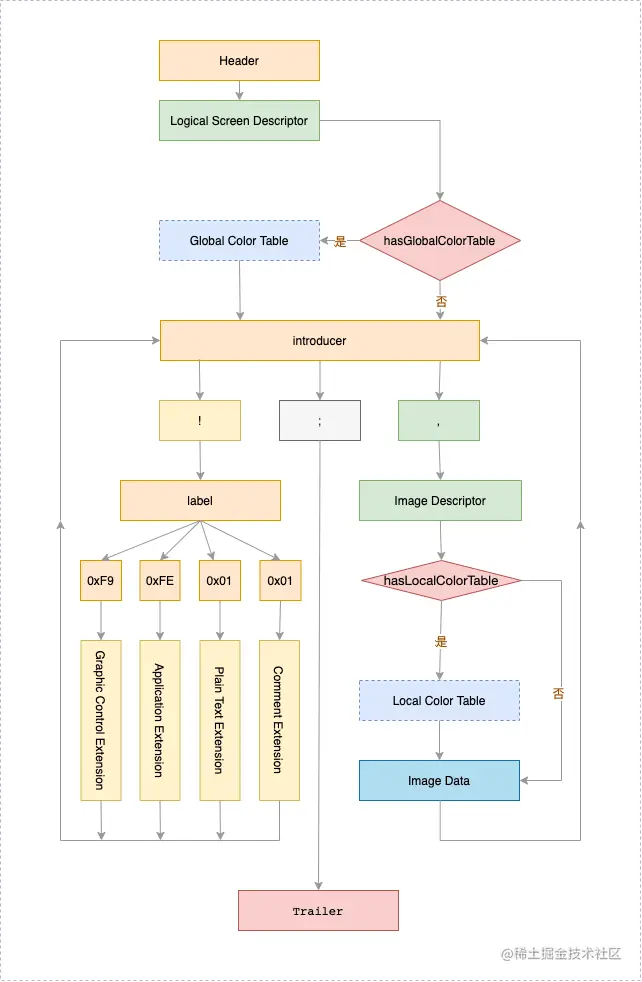 Header
Logical Screen Descriptor
hasGlobalColorTable
是
Global Color Table
否
introducer
!
;
,
label
Image Descriptor
0xF9
0xFE
0x01
0x01
hasLocalColorTable
是
否
Graphic Control Extension
Application Extension
Plain Text Extension
Comment Extension
Local Color Table
Image Data
Trailer
@稀土掘金技术社区